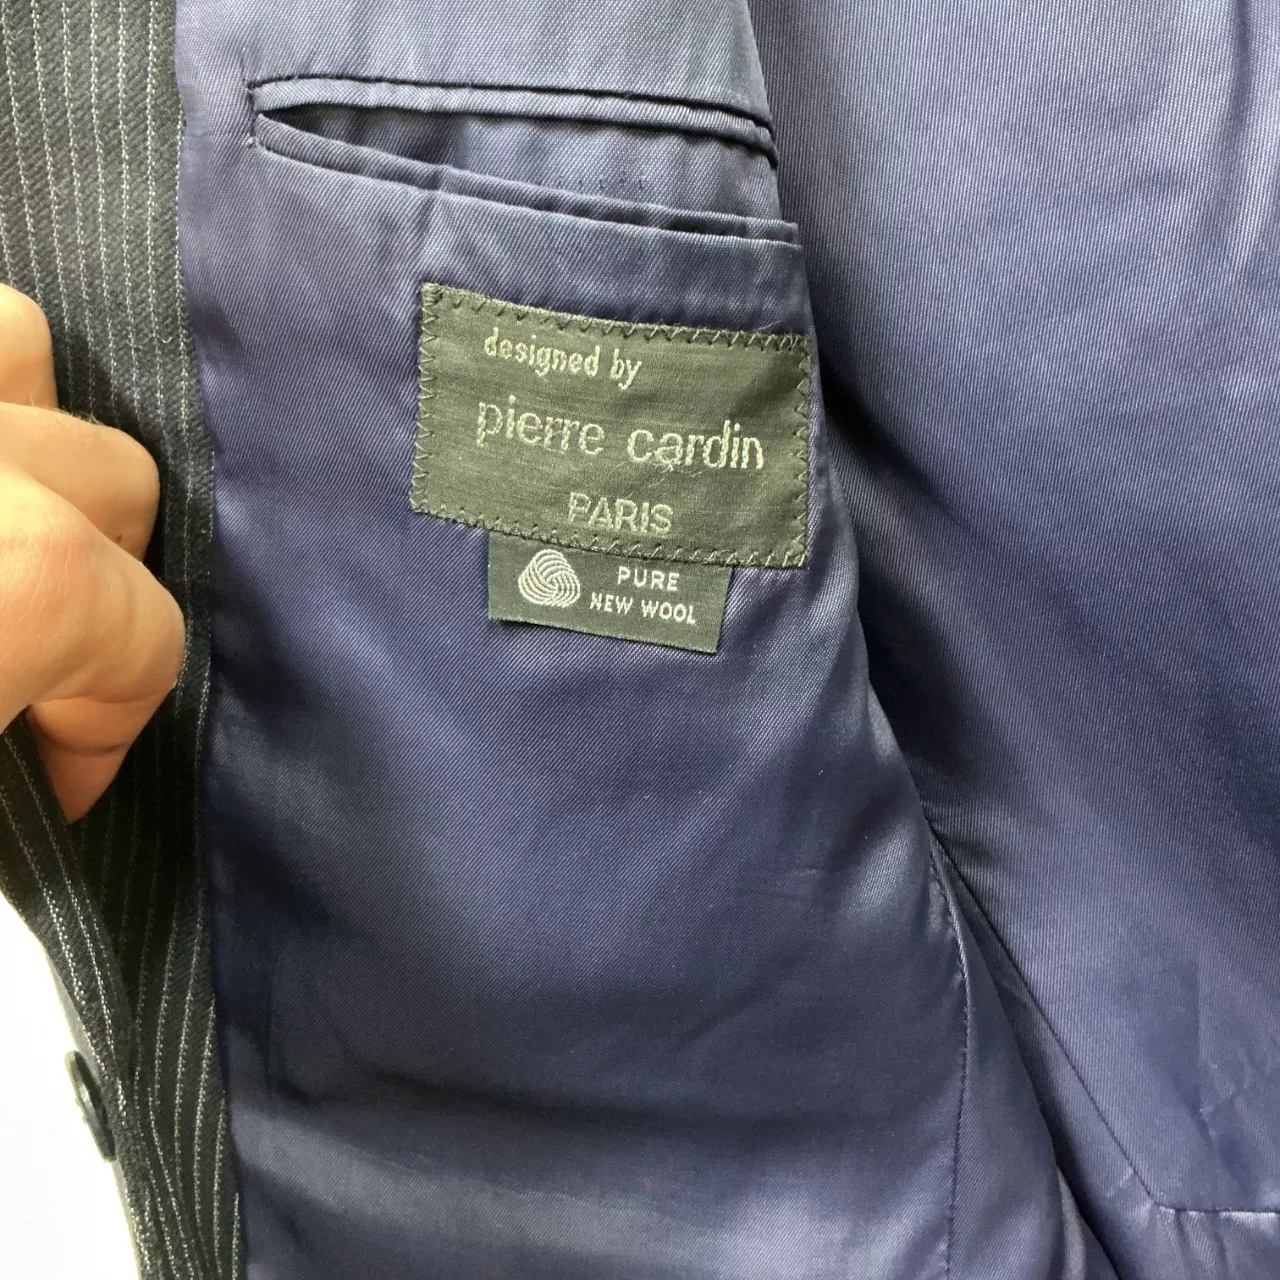 designed by
pierre cardin
PARIS
PURE
NEW WOOL